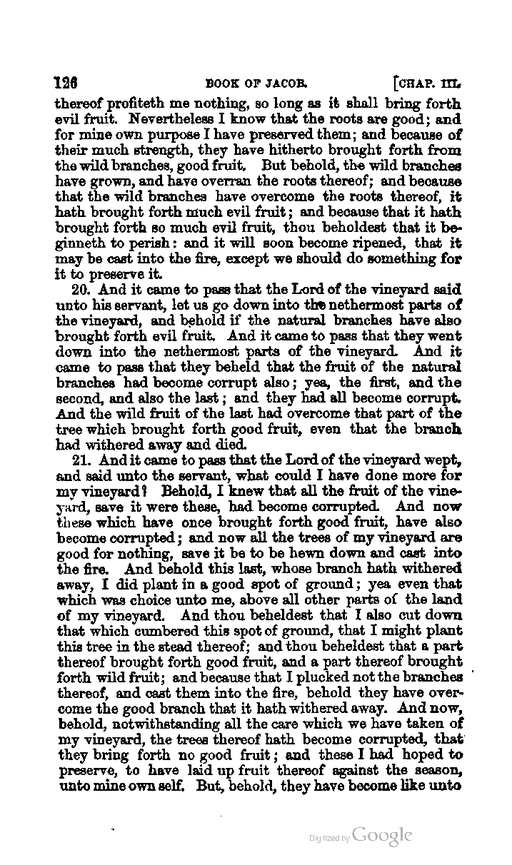 126 BOOK OF JACOB. [CHAP. III.
thereof profiteth me nothing, so long as it shall bring forth
evil fruit. Nevertheless I know that the roots are good; and
for mine own purpose I have preserved them; and because of
their much strength, they have hitherto brought forth from
the wild branches, good fruit. But behold, the wild branches
have grown, and have overran the roots thereof; and because
that the wild branches have overcome the roots thereof, it
hath brought forth much evil fruit; and because that it hath
brought forth so much evil fruit, thou beholdest that it be-
ginneth to perish: and it will soon become ripened, that it
may be cast into the fire, except we should do something for
it to preserve it.
20. And it came to pass that the Lord of the vineyard said
unto his servant, let us go down into the nethermost parts of
the vineyard, and behold if the natural branches have also
brought forth evil fruit. And it came to pass that they went
down into the nethermost parts of the vineyard. And it
came to pass that they beheld that the fruit of the natural
branches had become corrupt also; yea, the first, and the
second, and also the last; and they had all become corrupt.
And the wild fruit of the last had overcome that part of the
tree which brought forth good fruit, even that the branch
had withered away and died.
21. And it came to pass that the Lord of the vineyard wept,
and said unto the servant, what could I have done more for
my vineyard? Behold, I knew that all the fruit of the vine-
yard, save it were these, had become corrupted. And now
these which have once brought forth good fruit, have also
become corrupted; and now all the trees of my vineyard are
good for nothing, save it be to be hewn down and cast into
the fire. And behold this last, whose branch hath withered
away, I did plant in a good spot of ground; yea even that
which was choice unto me, above all other parts of the land
of my vineyard. And thou beheldest that I also cut down
that which cumbered this spot of ground, that I might plant
this tree in the stead thereof; and thou beheldest that a part
thereof brought forth good fruit, and a part thereof brought
forth wild fruit; and because that I plucked not the branches
thereof, and cast them into the fire, behold they have over-
come the good branch that it hath withered away. And now,
behold, notwithstanding all the care which we have taken of
my vineyard, the trees thereof hath become corrupted, that
they bring forth no good fruit; and these I had hoped to
preserve, to have laid up fruit thereof against the season,
unto mine own self. But, behold, they have become like unto
Digitized by Google